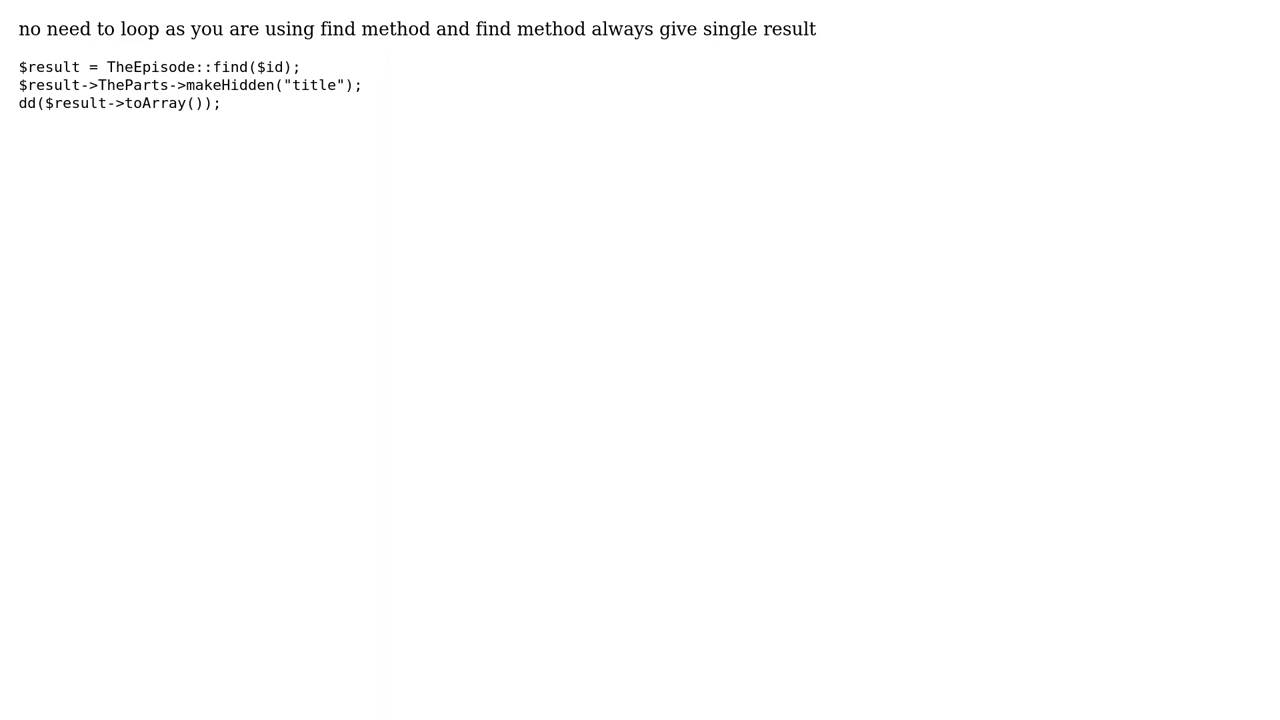 no need to loop as you are using find method and find method always give single result
$result = TheEpisode::find($id);
$result->TheParts->makeHidden("title");
dd($result->toArray());